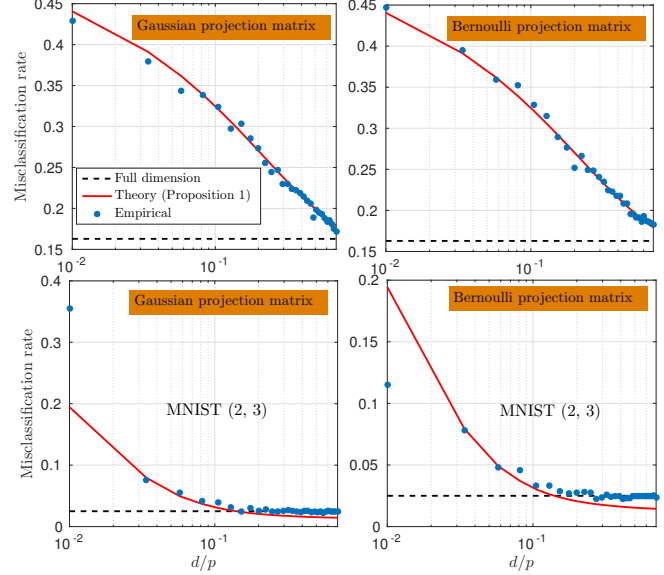 Gaussian projection matrix
Bernoulli projection matrix
Misclassification rate
0.45
0.4
0.35
0.3
0.25
0.2
0.15
Full dimension
Theory (Proposition 1)
Empirical
10-2
10-1
0.45
0.4
0.35
0.3
0.25
0.2
0.15
10-2
10-1
Gaussian projection matrix
Bernoulli projection matrix
Misclassification rate
0.4
0.3
0.2
0.1
0
MNIST (2, 3)
10-2
10-1
d/p
0.2
0.15
0.1
0.05
0
MNIST (2, 3)
10-2
10-1
d/p